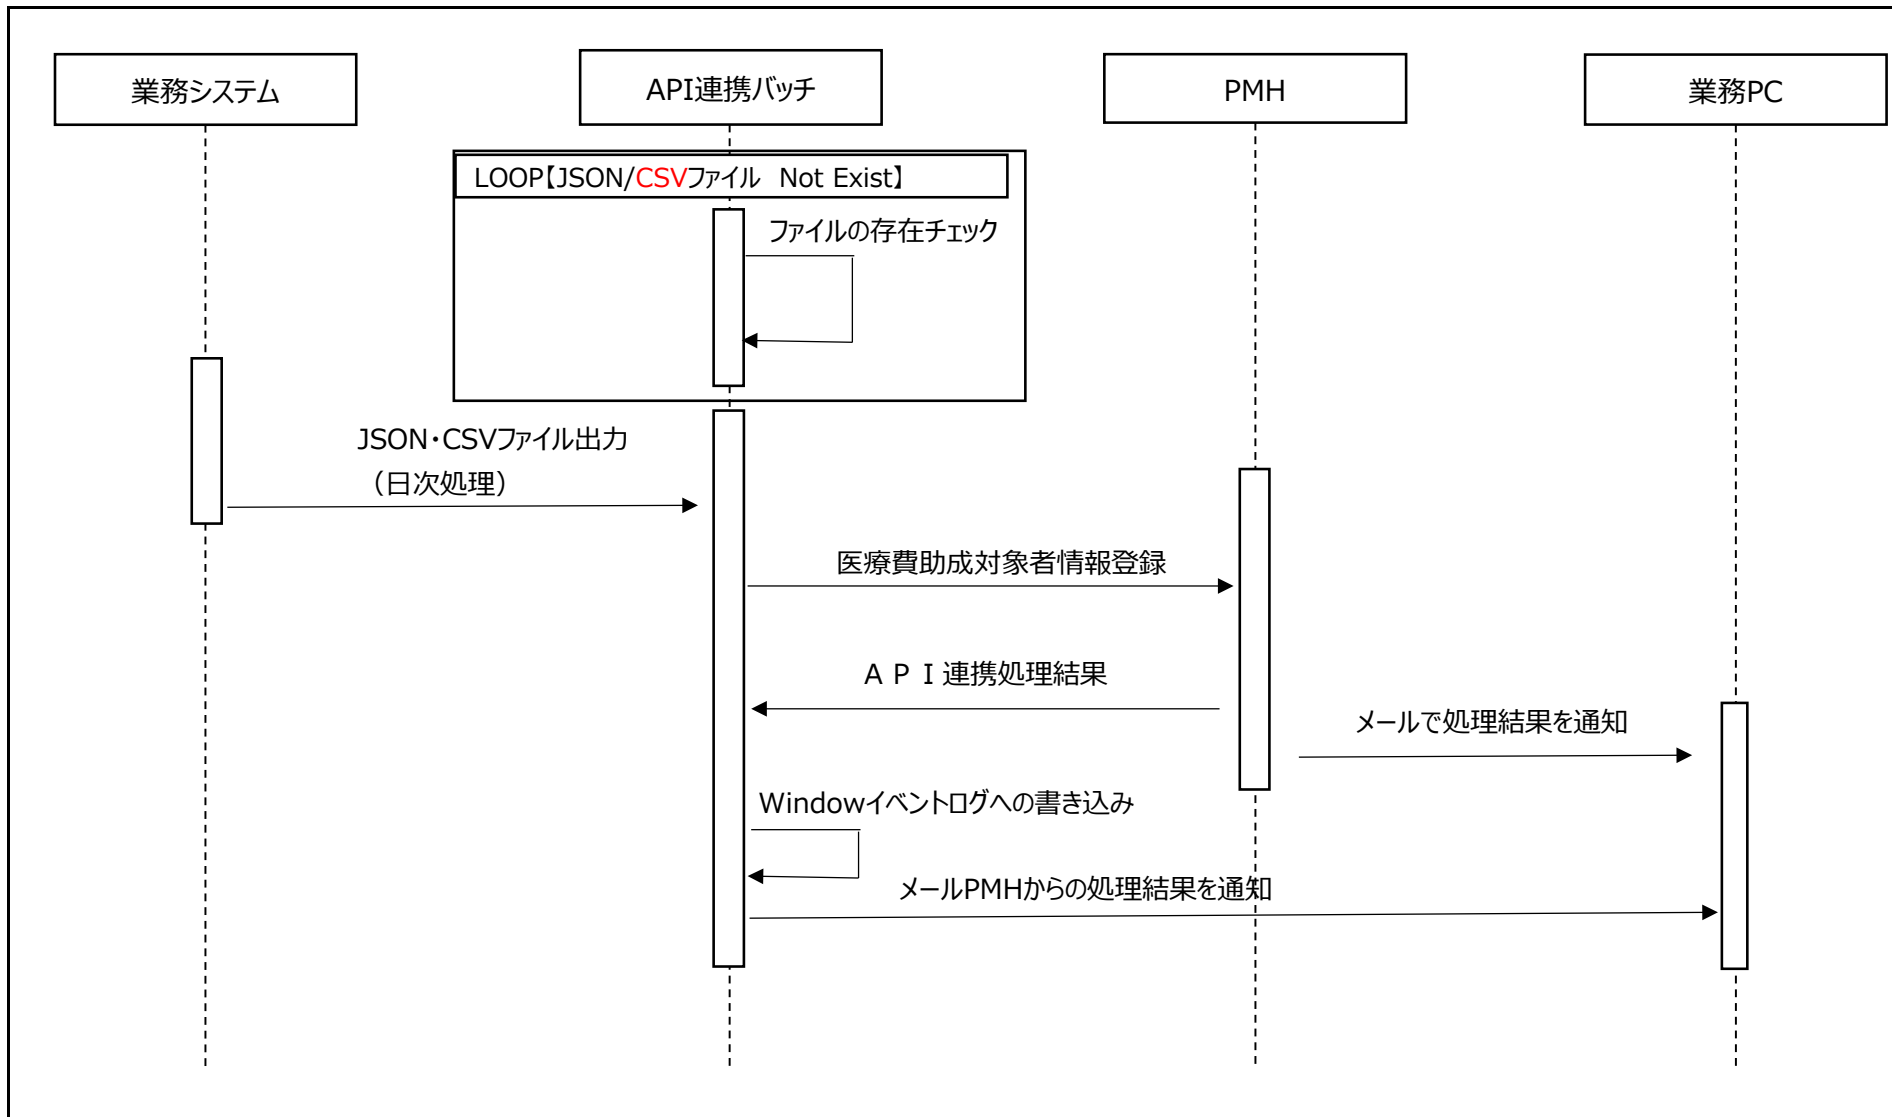 業務システム
API連携バッチ
PMH
業務PC
LOOP【JSON/CSVファイル Not Exist】
ファイルの存在チェック
JSON・CSVファイル出力
（日次処理）
医療費助成対象者情報登録
ＡＰＩ連携処理結果
メールで処理結果を通知
Windowイベントログへの書き込み
メールPMHからの処理結果を通知